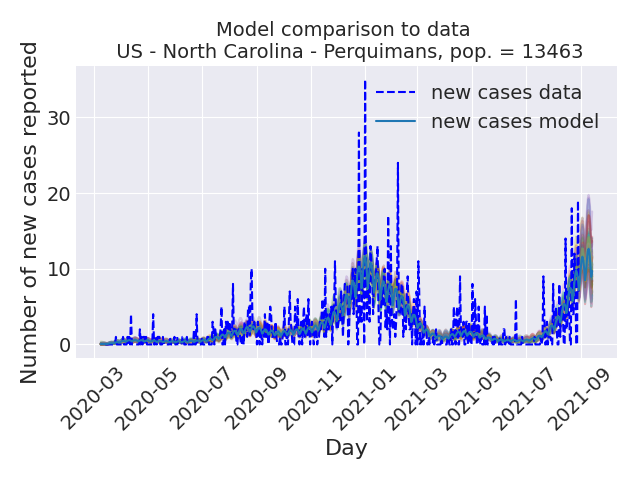 Model comparison to data
US - North Carolina - Perquimans, pop. = 13463
Number of new cases reported
30
20
10
0
new cases data
new cases model
2020-03
2020-05
2020-07
2020-09
2020-11
2021-01
2021-03
2021-05
2021-07
2021-09
Day